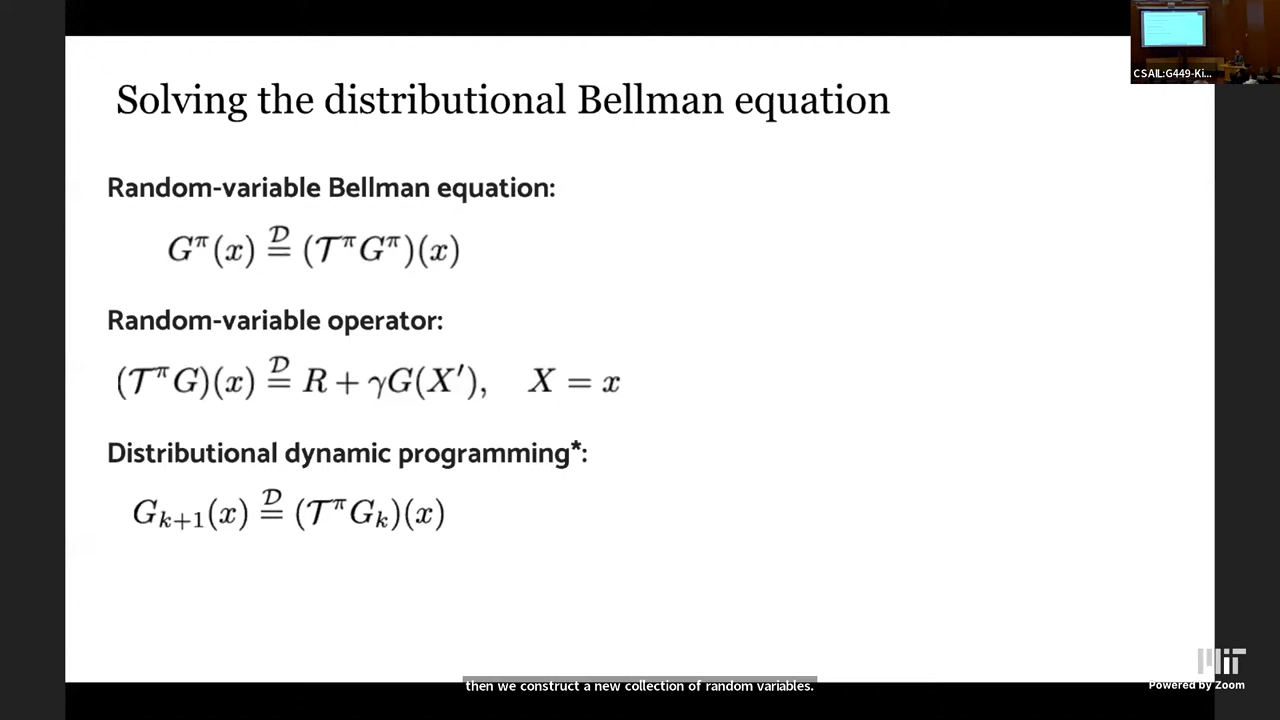 CSAIL:G449-Ki...
Solving the distributional Bellman equation
Random-variable Bellman equation:
G^π(x) =^D (𝒯^π G^π)(x)
Random-variable operator:
(𝒯^π G)(x) =^D R + γG(X′), X = x
Distributional dynamic programming*:
G_{k+1}(x) =^D (𝒯^π G_k)(x)
MIT
Powered by Zoom
then we construct a new collection of random variables.